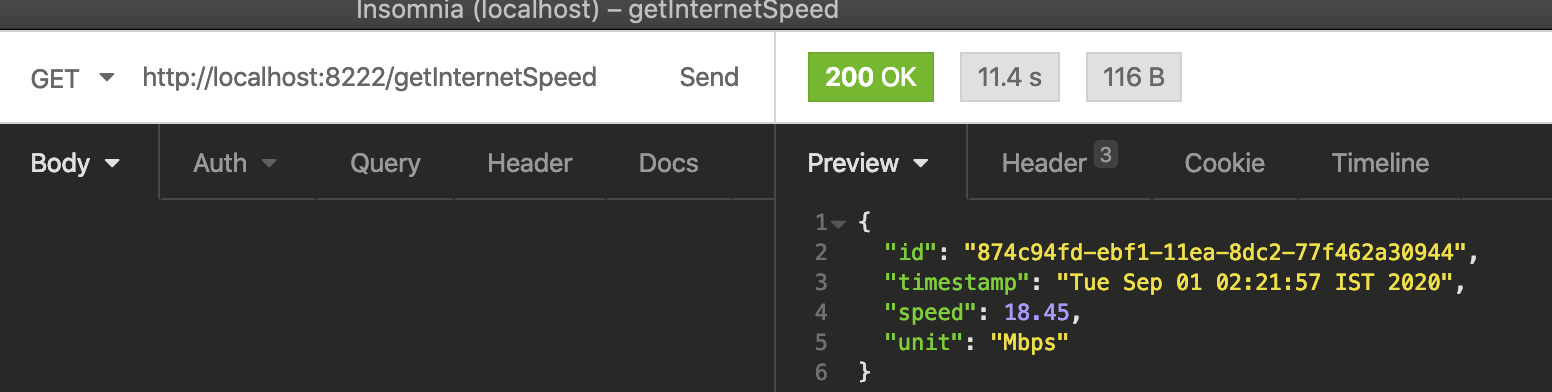 Insomnia (localhost) – getInternetSpeed
GET http://localhost:8222/getInternetSpeed Send 200 OK 11.4 s 116 B
Body Auth Query Header Docs Preview Header 3 Cookie Timeline
1 {
2 "id": "874c94fd-ebf1-11ea-8dc2-77f462a30944",
3 "timestamp": "Tue Sep 01 02:21:57 IST 2020",
4 "speed": 18.45,
5 "unit": "Mbps"
6 }